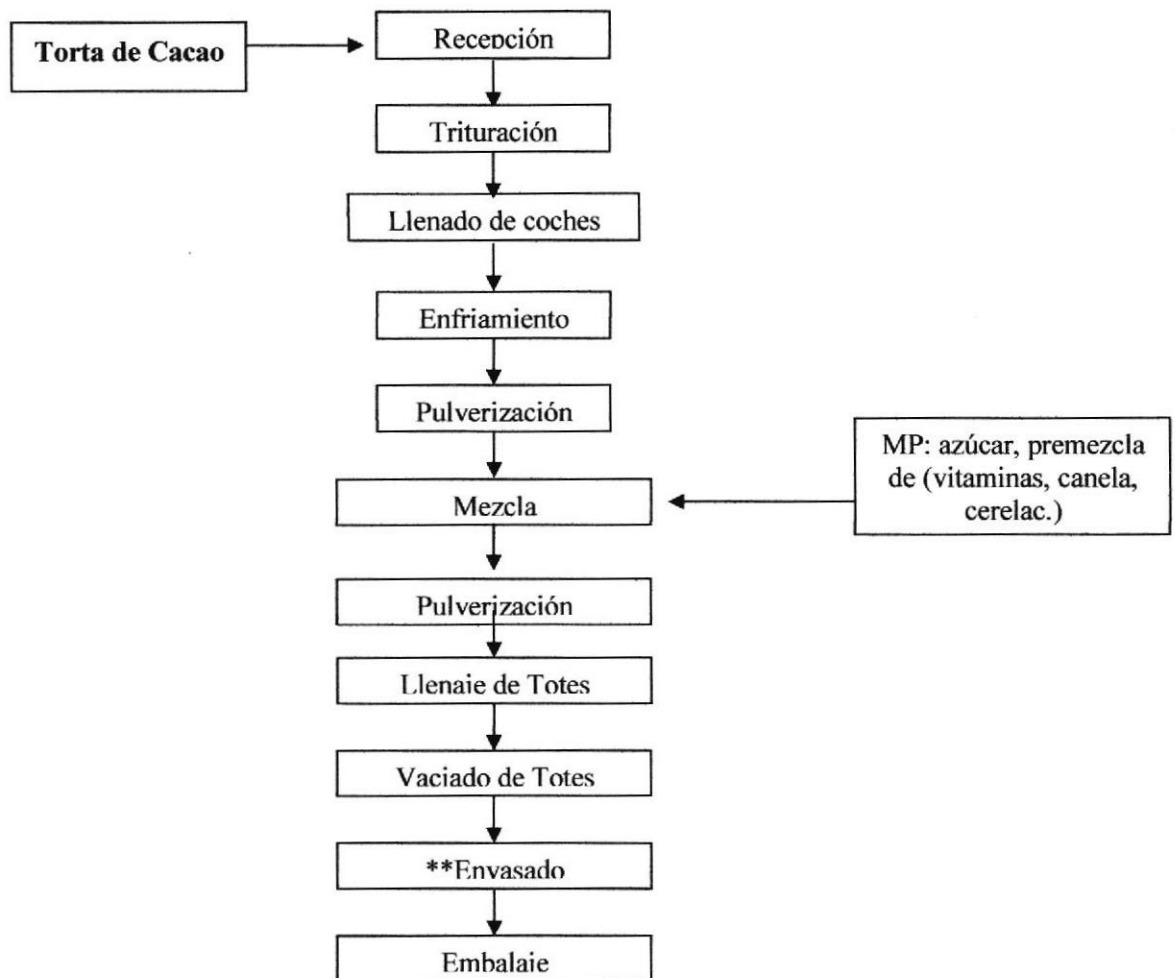 Torta de Cacao
Recepción
Trituración
Llenado de coches
Enfriamiento
Pulverización
MP: azúcar, premezcla
de (vitaminas, canela,
cerelac.)
Mezcla
Pulverización
Llenaje de Totes
Vaciado de Totes
**Envasado
Embalaje